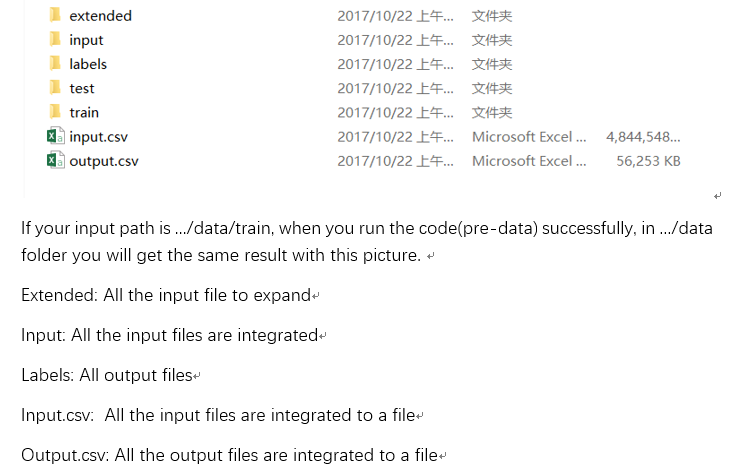 extended 2017/10/22 上午... 文件夹
input 2017/10/22 上午... 文件夹
labels 2017/10/22 上午... 文件夹
test 2017/10/22 上午... 文件夹
train 2017/10/22 上午... 文件夹
input.csv 2017/10/22 上午... Microsoft Excel ... 4,844,548...
output.csv 2017/10/22 上午... Microsoft Excel ... 56,253 KB
If your input path is .../data/train, when you run the code(pre-data) successfully, in .../data
folder you will get the same result with this picture.
Extended: All the input file to expand
Input: All the input files are integrated
Labels: All output files
Input.csv:  All the input files are integrated to a file
Output.csv: All the output files are integrated to a file